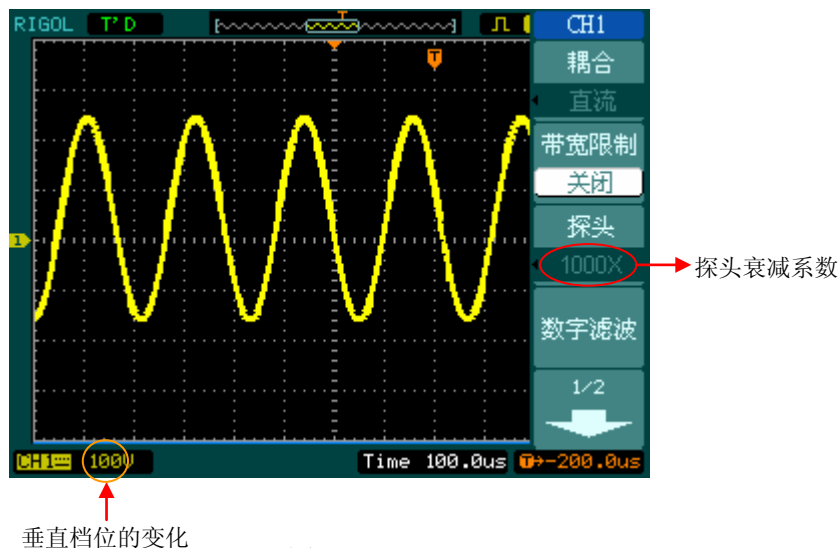 RIGOL T'D T CH1
耦合
T
直流
带宽限制
关闭
探头
1
1000X 探头衰减系数
数字滤波
1/2
CH1 100V Time 100.0us T→-200.0us
垂直档位的变化